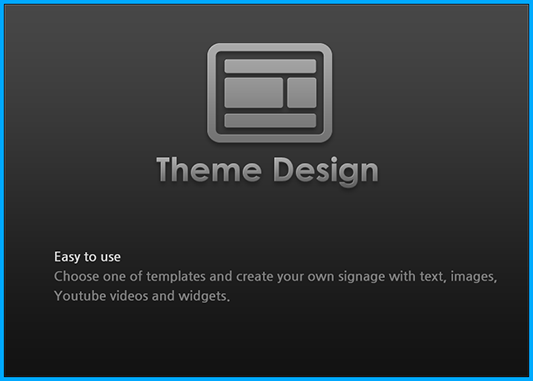 Theme Design
Easy to use
Choose one of templates and create your own signage with text, images,
Youtube videos and widgets.